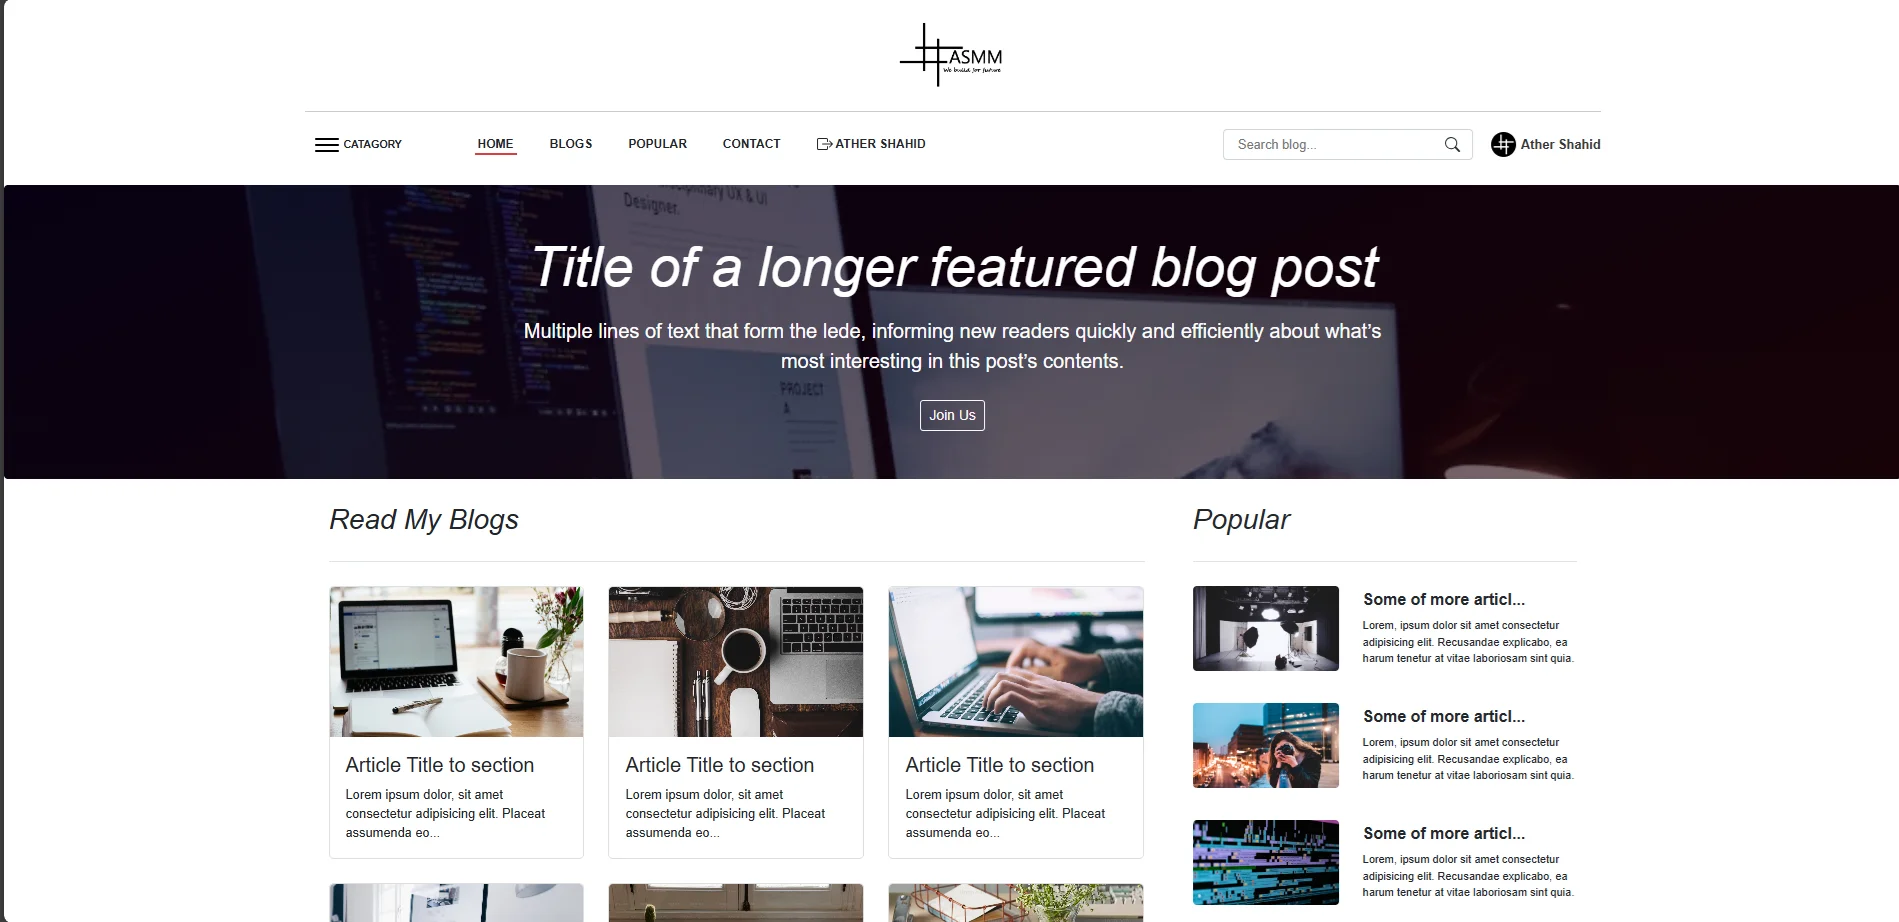 ASMM
We build for future
CATAGORY
HOME
BLOGS
POPULAR
CONTACT
ATHER SHAHID
Search blog...
Ather Shahid
Designer.
Title of a longer featured blog post
Multiple lines of text that form the lede, informing new readers quickly and efficiently about what’s
most interesting in this post’s contents.
PROJECT
Join Us
Read My Blogs
Article Title to section
Lorem ipsum dolor, sit amet
consectetur adipisicing elit. Placeat
assumenda eo...
Article Title to section
Lorem ipsum dolor, sit amet
consectetur adipisicing elit. Placeat
assumenda eo...
Article Title to section
Lorem ipsum dolor, sit amet
consectetur adipisicing elit. Placeat
assumenda eo...
Popular
Some of more articl...
Lorem, ipsum dolor sit amet consectetur
adipisicing elit. Recusandae explicabo, ea
harum tenetur at vitae laboriosam sint quia.
Some of more articl...
Lorem, ipsum dolor sit amet consectetur
adipisicing elit. Recusandae explicabo, ea
harum tenetur at vitae laboriosam sint quia.
Some of more articl...
Lorem, ipsum dolor sit amet consectetur
adipisicing elit. Recusandae explicabo, ea
harum tenetur at vitae laboriosam sint quia.